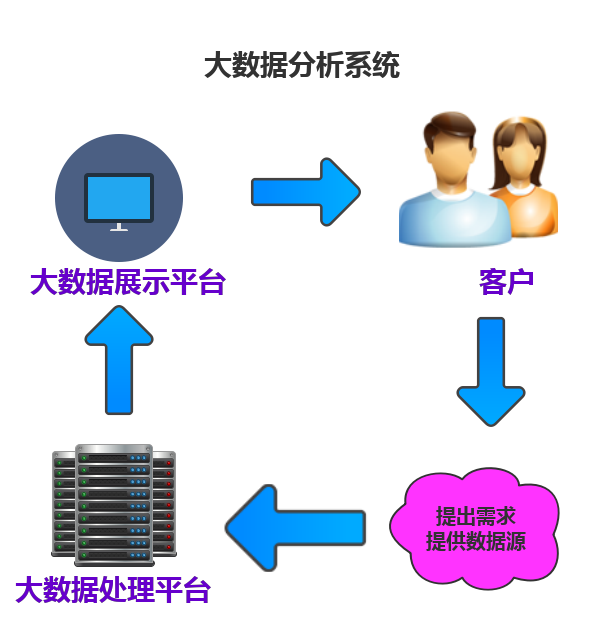 大数据分析系统
大数据展示平台
客户
提出需求
提供数据源
大数据处理平台